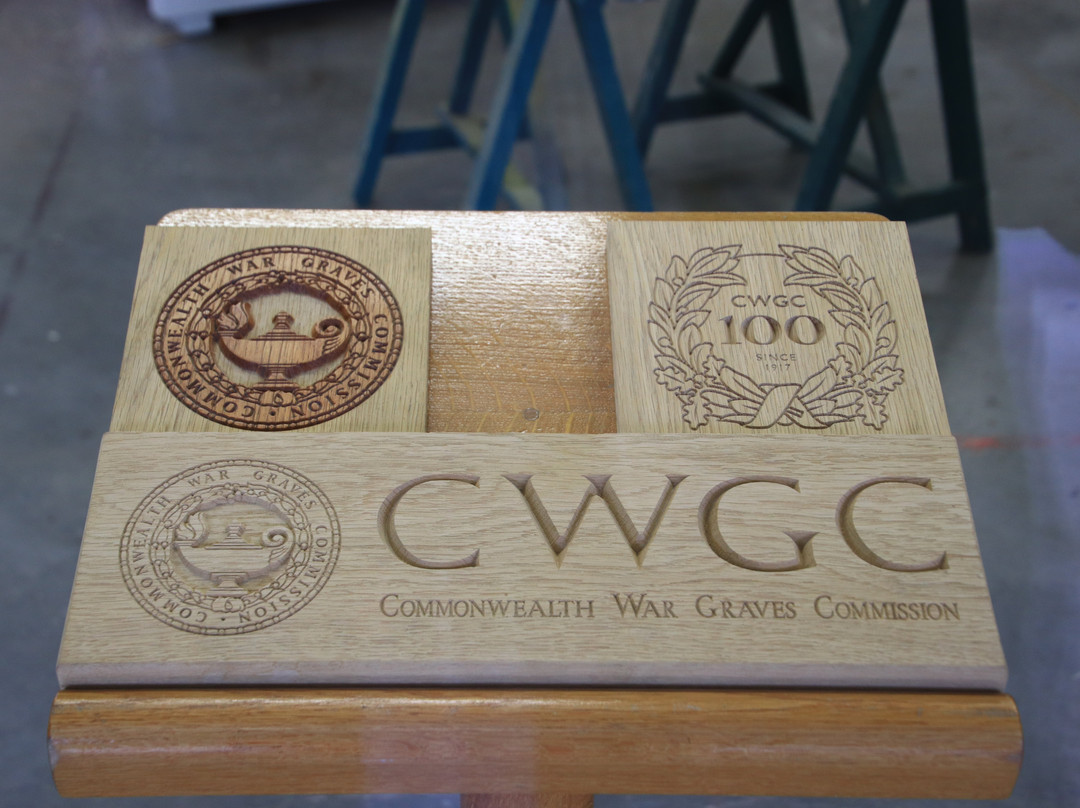 COMMONWEALTH WAR GRAVES COMMISSION
CWGC
100
SINCE
1917
COMMONWEALTH WAR GRAVES COMMISSION
CWGC
COMMONWEALTH WAR GRAVES COMMISSION